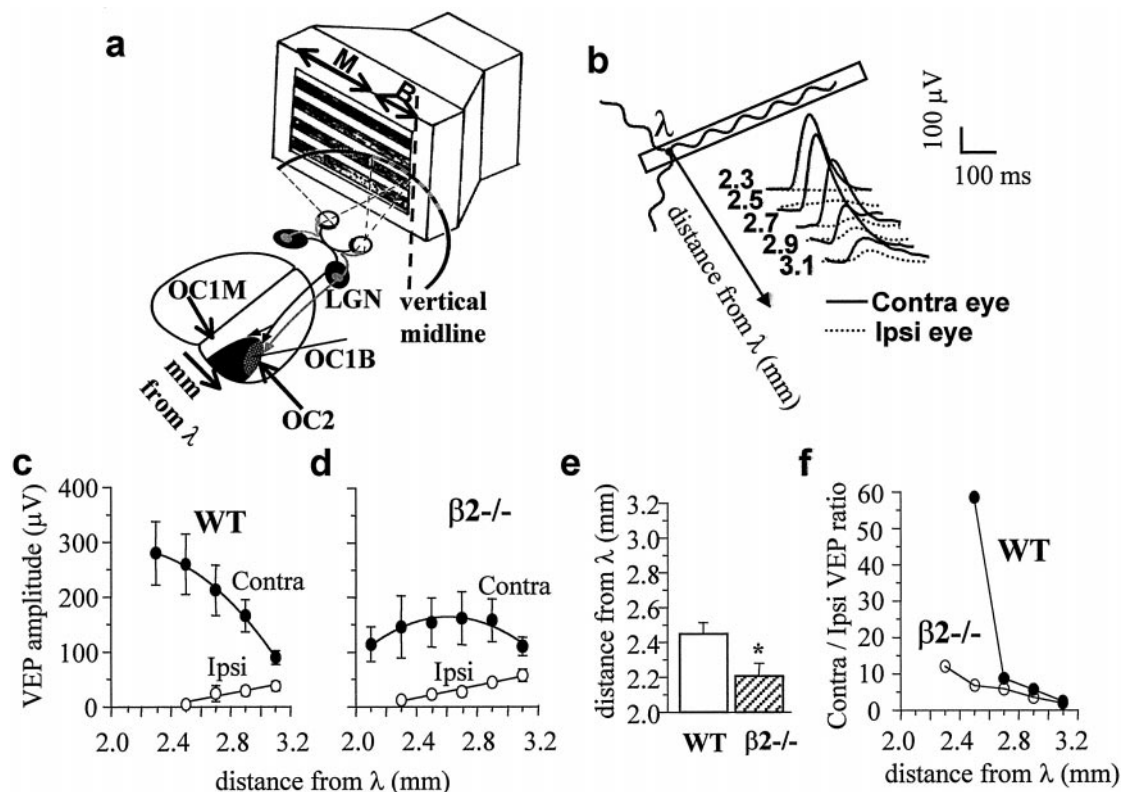 a
M
B
LGN
vertical
midline
OC1M
OC1B
OC2
mm
from λ
b
λ
100 μV
100 ms
2.3
2.5
2.7
2.9
3.1
distance from λ (mm)
Contra eye
Ipsi eye
c
VEP amplitude (μV)
400
300
200
100
0
WT
Contra
Ipsi
2.0 2.4 2.8 3.2
d
β2-/-
Contra
Ipsi
2.0 2.4 2.8 3.2
distance from λ (mm)
e
distance from λ (mm)
3.2
3.0
2.8
2.6
2.4
2.2
2.0
*
WT β2-/-
f
Contra / Ipsi VEP ratio
60
50
40
30
20
10
0
WT
β2-/-
2.0 2.4 2.8 3.2
distance from λ (mm)